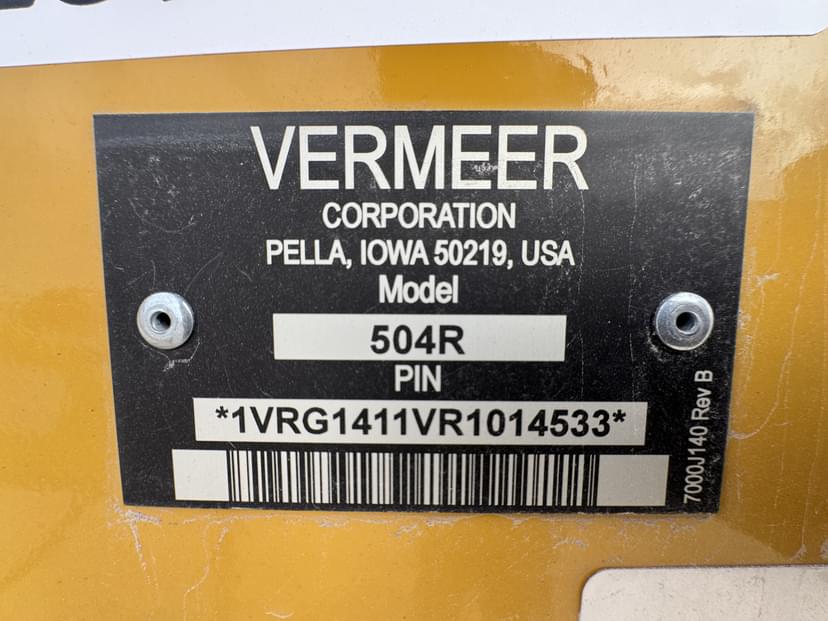 VERMEER
CORPORATION
PELLA, IOWA 50219, USA
Model
504R
PIN
*1VRG1411VR1014533*
7000J140 Rev B